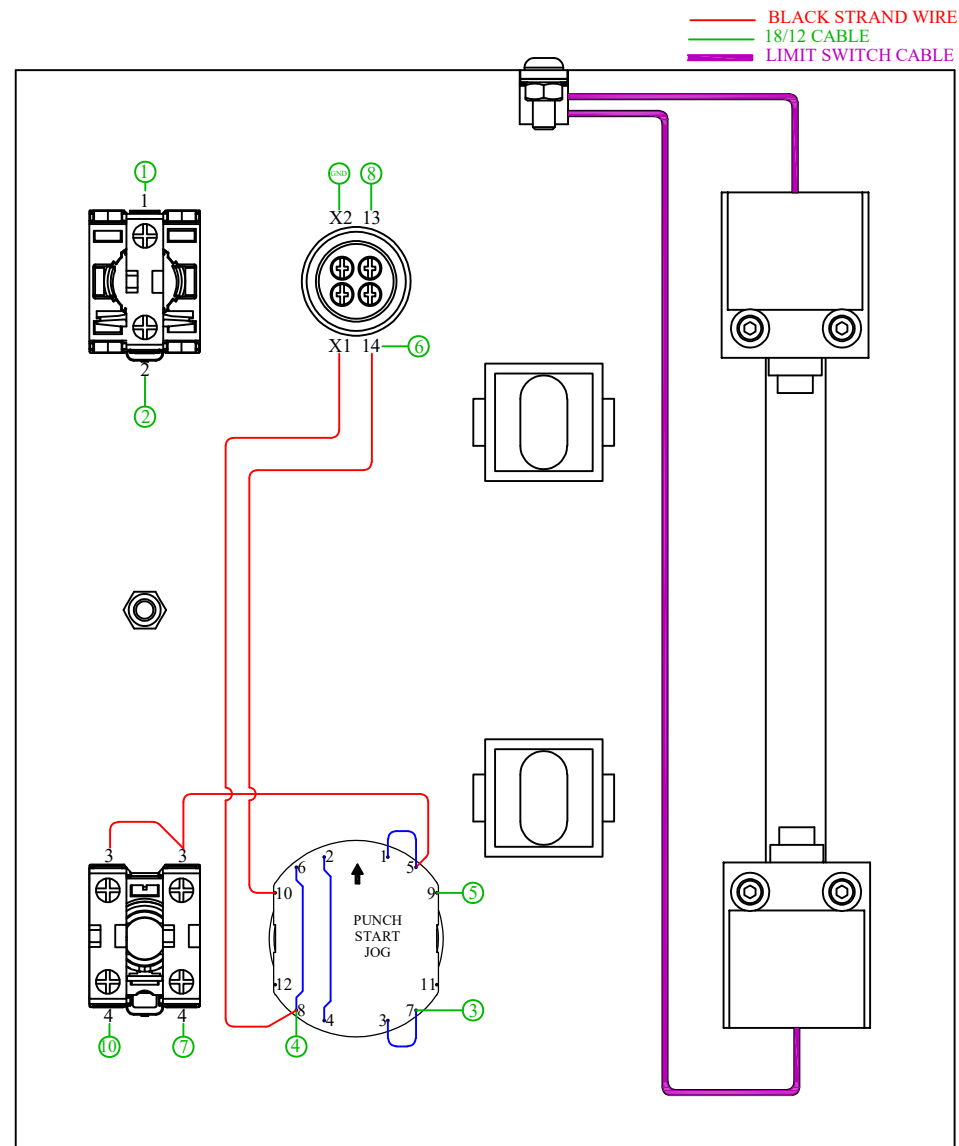 BLACK STRAND WIRE
18/12 CABLE
LIMIT SWITCH CABLE
1
GND 8
1
X2 13
X1 14 6
2
2
3 3
6 2 1 5
10 9 5
PUNCH
START
JOG
12 11
8 4 3 7 3
4 4
10 7 4